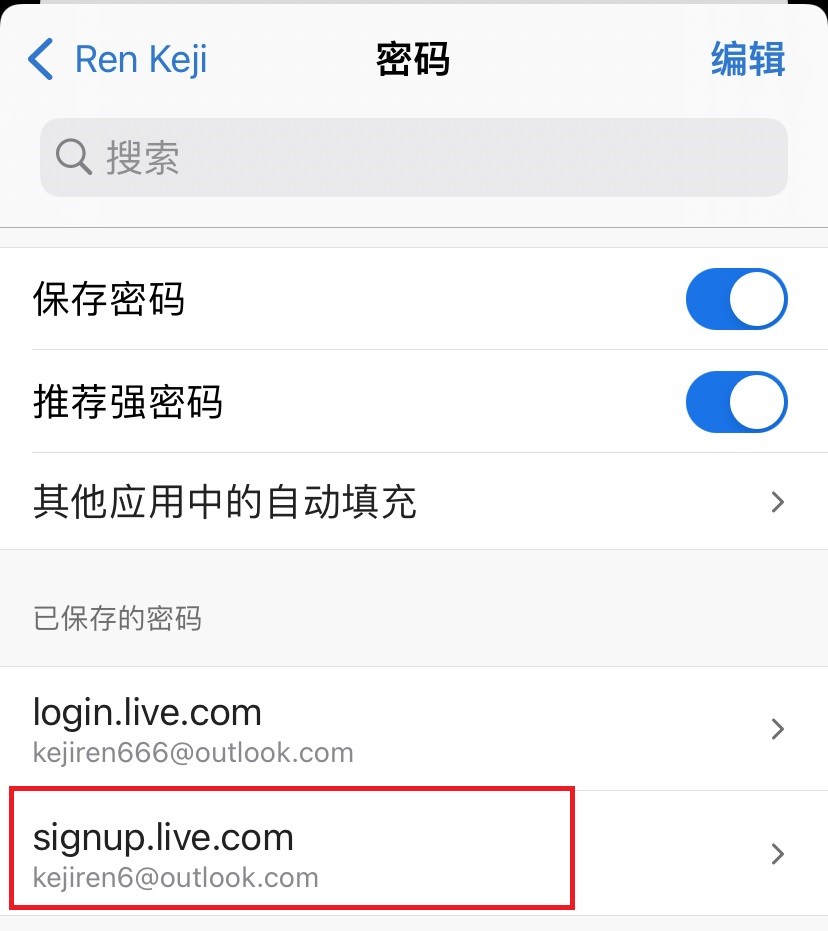 Ren Keji
密码
编辑
搜索
保存密码
推荐强密码
其他应用中的自动填充
已保存的密码
login.live.com
kejiren666@outlook.com
signup.live.com
kejiren6@outlook.com